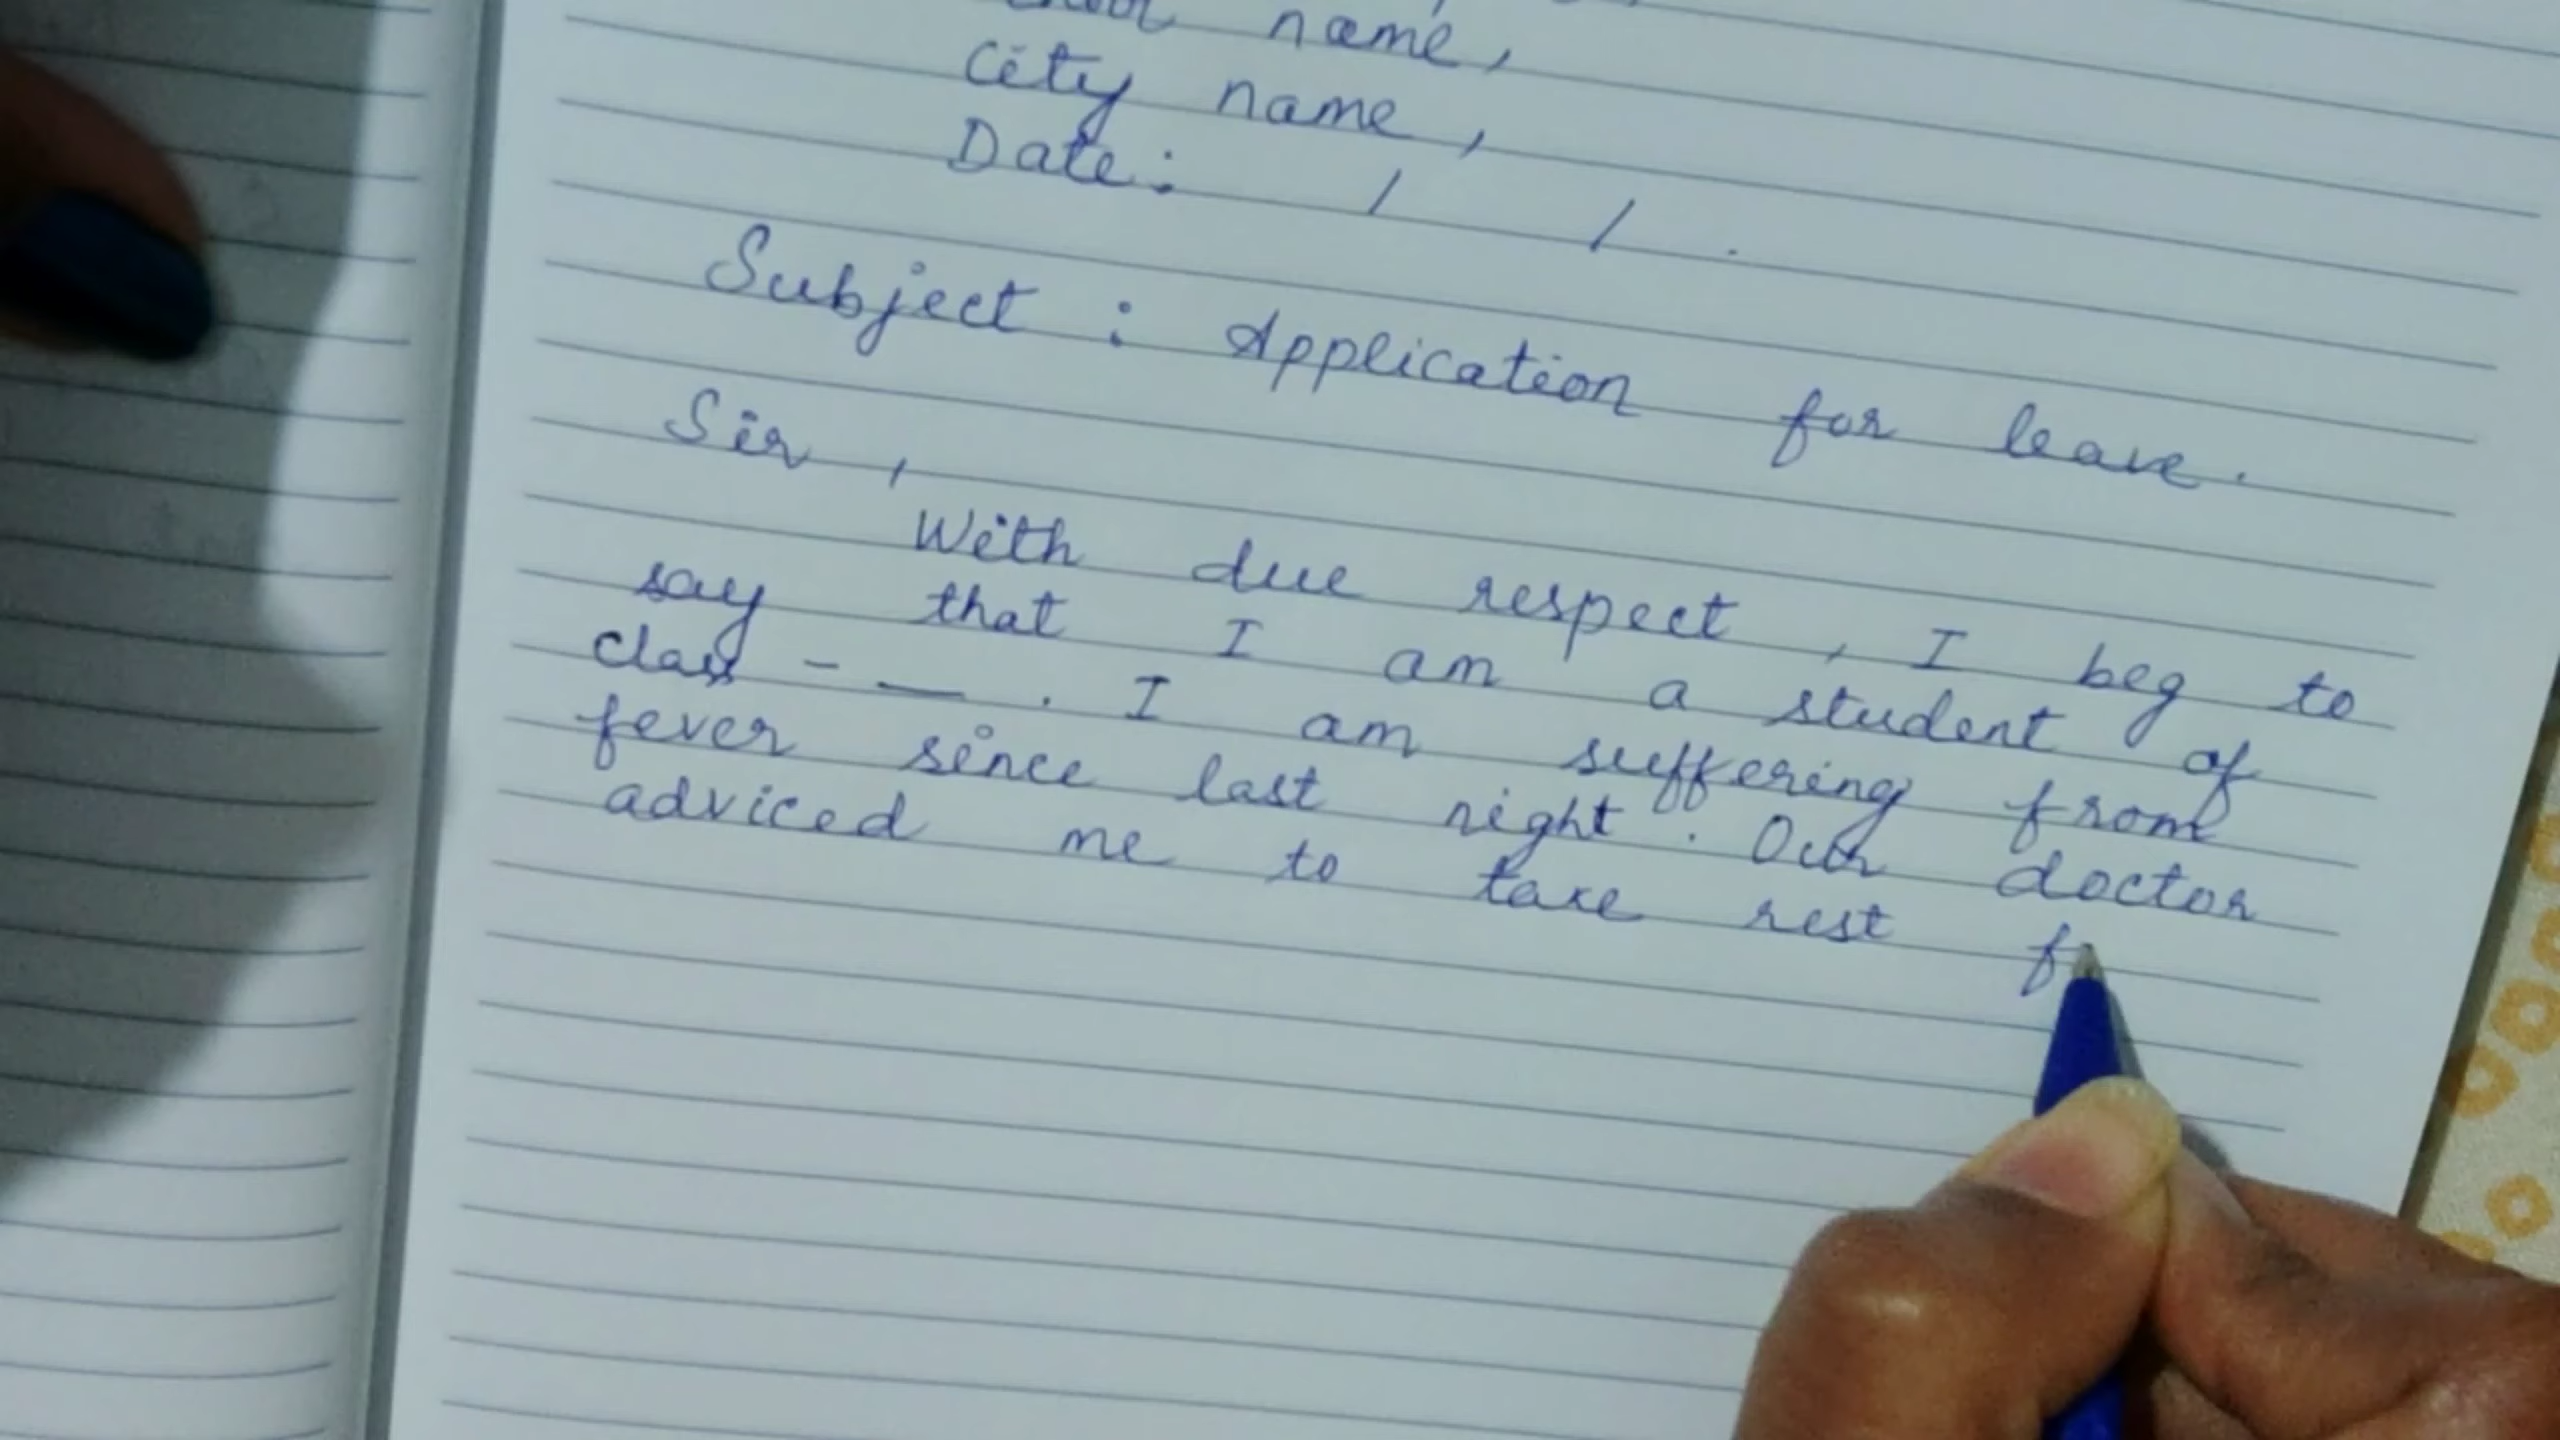 name,
City name,
Date: / / .
Subject : Application for leave.
Sir,
With due respect, I beg to
say that I am a student of
class - __ . I am suffering from
fever since last night. Our doctor
adviced me to take rest f